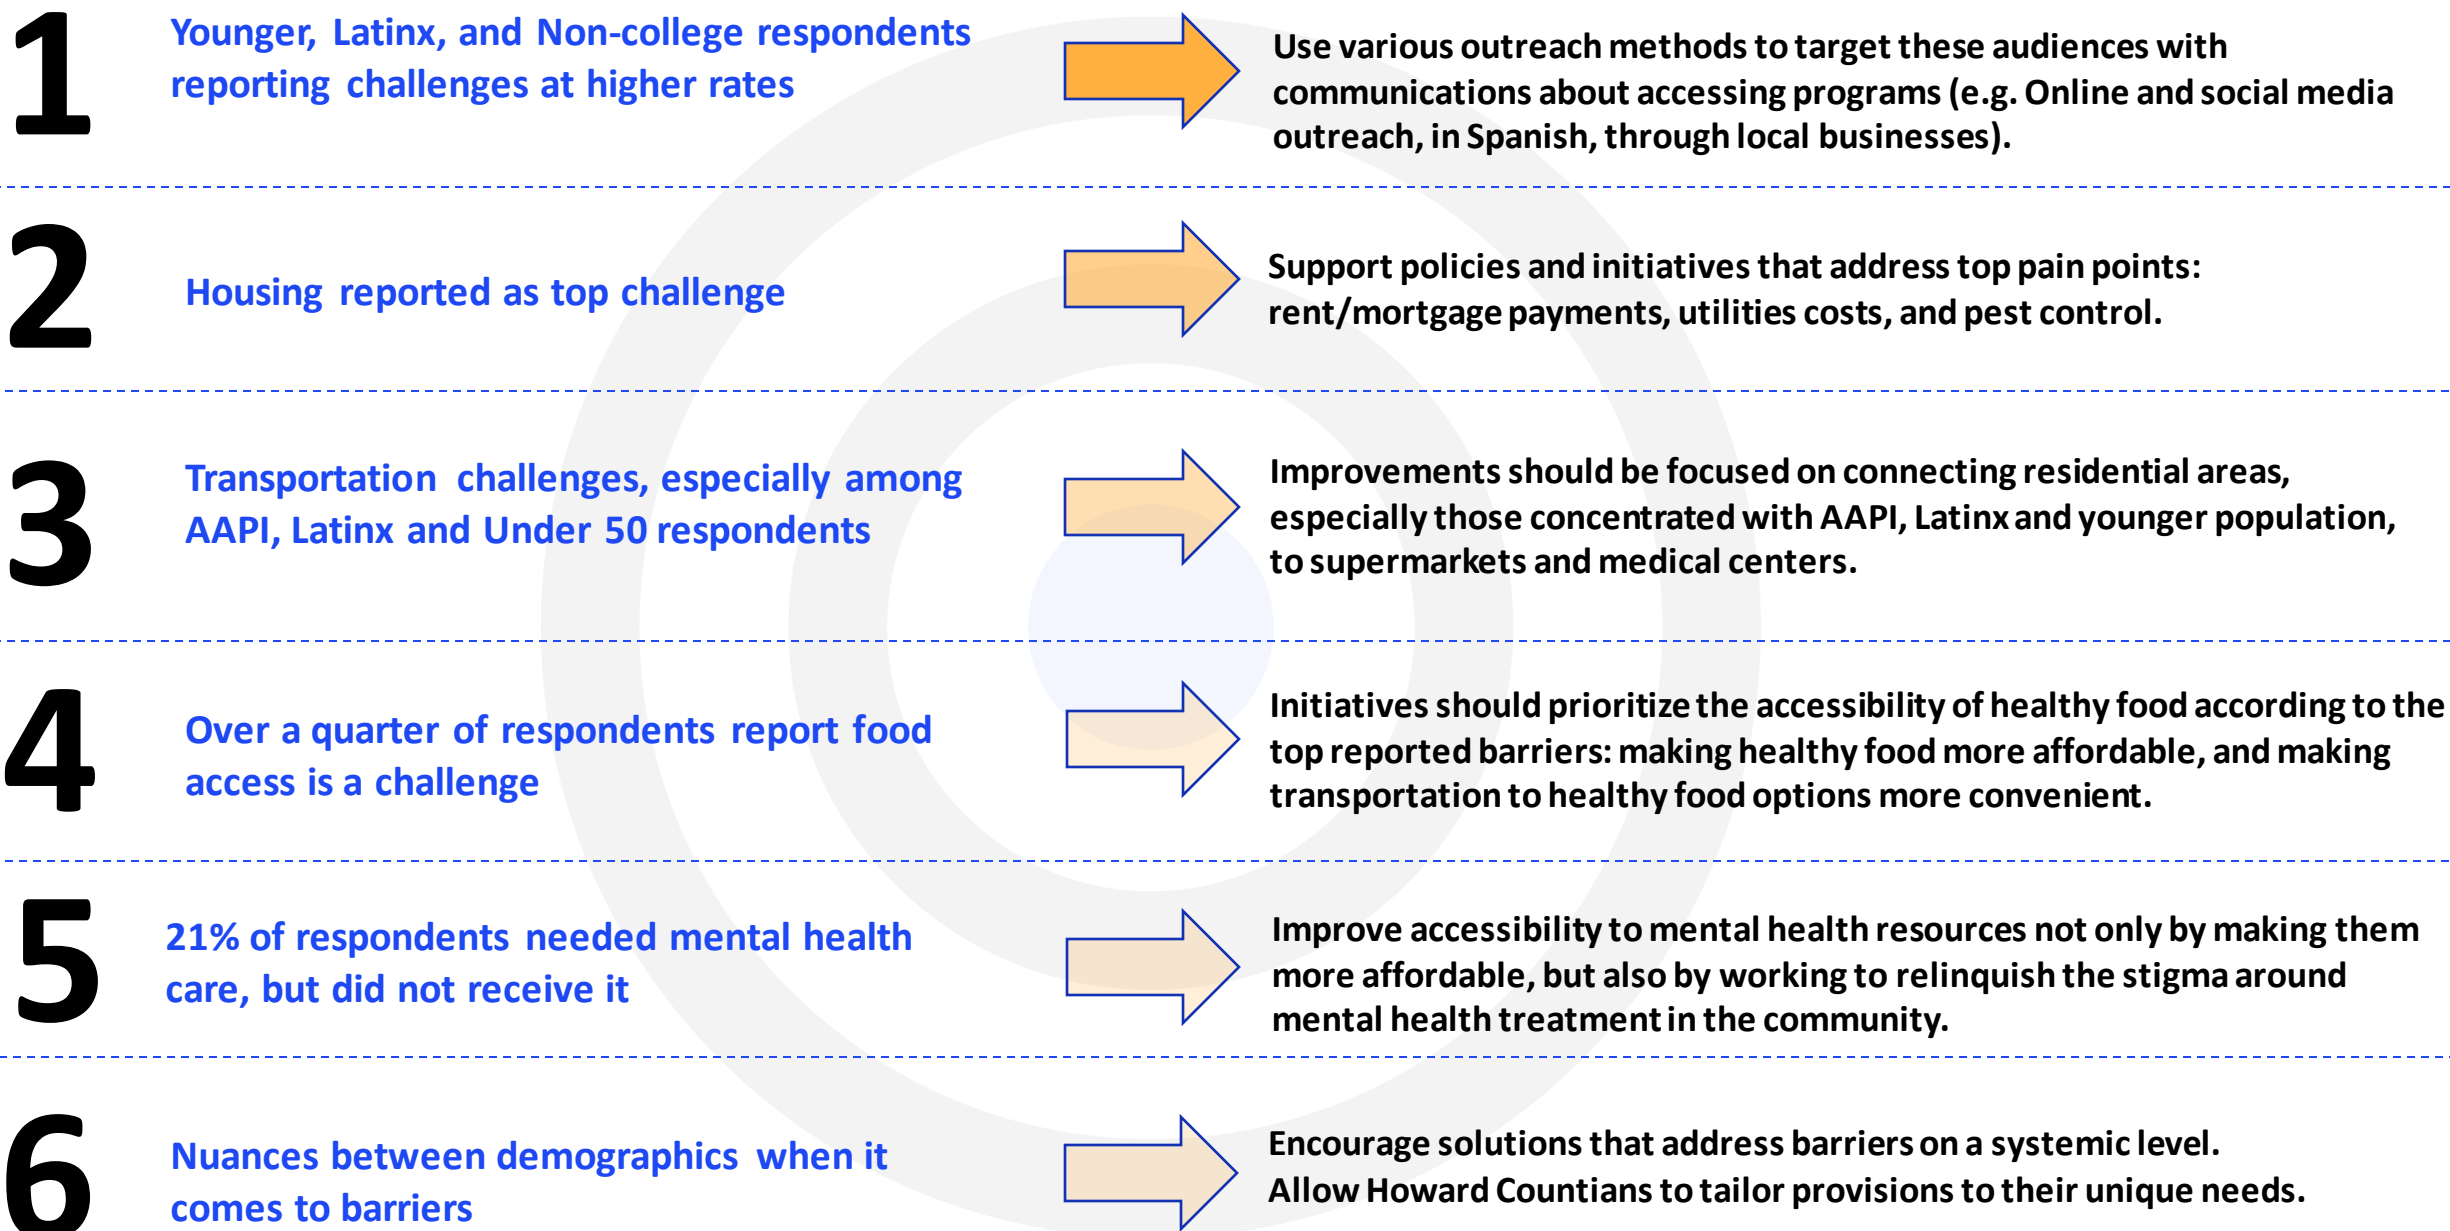 1
Younger, Latinx, and Non-college respondents
reporting challenges at higher rates
Use various outreach methods to target these audiences with
communications about accessing programs (e.g. Online and social media
outreach, in Spanish, through local businesses).
2
Housing reported as top challenge
Support policies and initiatives that address top pain points:
rent/mortgage payments, utilities costs, and pest control.
3
Transportation challenges, especially among
AAPI, Latinx and Under 50 respondents
Improvements should be focused on connecting residential areas,
especially those concentrated with AAPI, Latinx and younger population,
to supermarkets and medical centers.
4
Over a quarter of respondents report food
access is a challenge
Initiatives should prioritize the accessibility of healthy food according to the
top reported barriers: making healthy food more affordable, and making
transportation to healthy food options more convenient.
5
21% of respondents needed mental health
care, but did not receive it
Improve accessibility to mental health resources not only by making them
more affordable, but also by working to relinquish the stigma around
mental health treatment in the community.
6
Nuances between demographics when it
comes to barriers
Encourage solutions that address barriers on a systemic level.
Allow Howard Countians to tailor provisions to their unique needs.